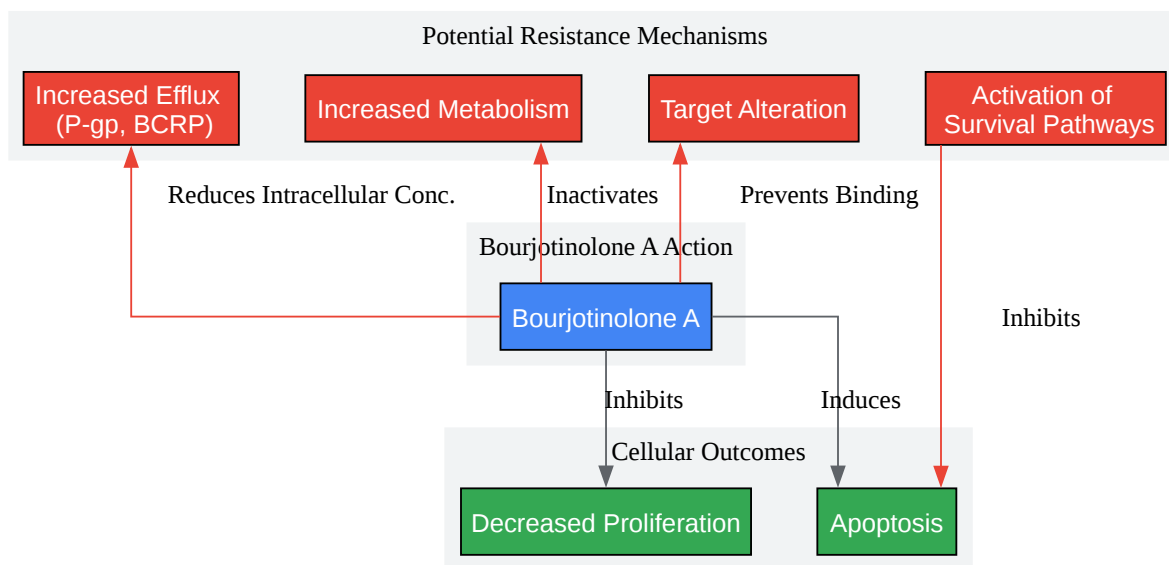 Potential Resistance Mechanisms
Increased Efflux
(P-gp, BCRP)
Increased Metabolism
Target Alteration
Activation of
Survival Pathways
Reduces Intracellular Conc.
Inactivates
Prevents Binding
Bourjotinolone A Action
Bourjotinolone A
Inhibits
Inhibits
Induces
Cellular Outcomes
Decreased Proliferation
Apoptosis